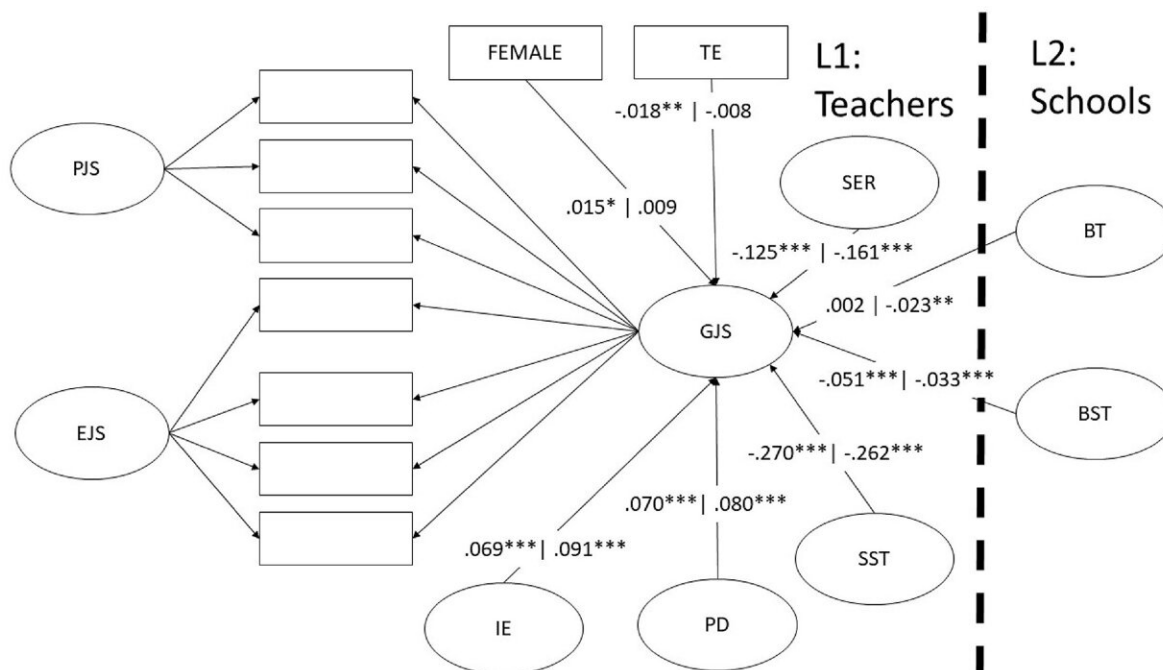 FEMALE
TE
L1:
Teachers
L2:
Schools
-.018** | -.008
PJS
SER
.015* | .009
-.125*** | -.161***
BT
.002 | -.023**
GJS
-.051***| -.033***
BST
EJS
-.270***| -.262***
.070***| .080***
.069***| .091***
SST
IE
PD